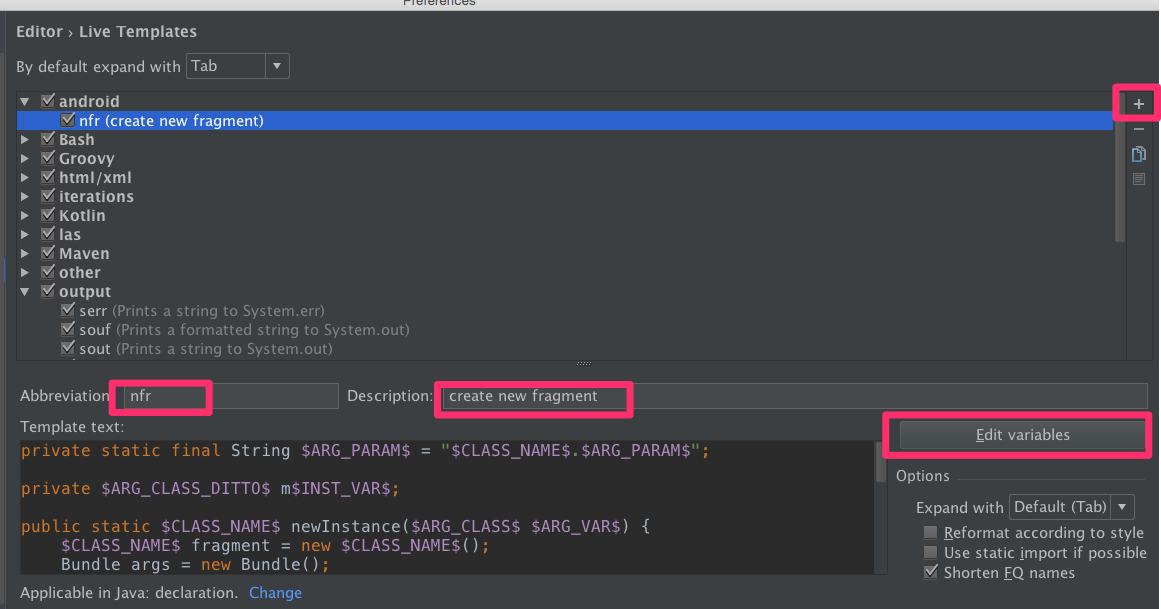 Preferences
Editor › Live Templates
By default expand with Tab
android
nfr (create new fragment)
Bash
Groovy
html/xml
iterations
Kotlin
las
Maven
other
output
serr (Prints a string to System.err)
souf (Prints a formatted string to System.out)
sout (Prints a string to System.out)
Abbreviation nfr Description: create new fragment
Template text:
Edit variables
private static final String $ARG_PARAM$ = "$CLASS_NAME$.$ARG_PARAM$";
private $ARG_CLASS_DITTO$ m$INST_VAR$;
public static $CLASS_NAME$ newInstance($ARG_CLASS$ $ARG_VAR$) {
$CLASS_NAME$ fragment = new $CLASS_NAME$();
Bundle args = new Bundle();
Options
Expand with Default (Tab)
Reformat according to style
Use static import if possible
Shorten FQ names
Applicable in Java: declaration. Change